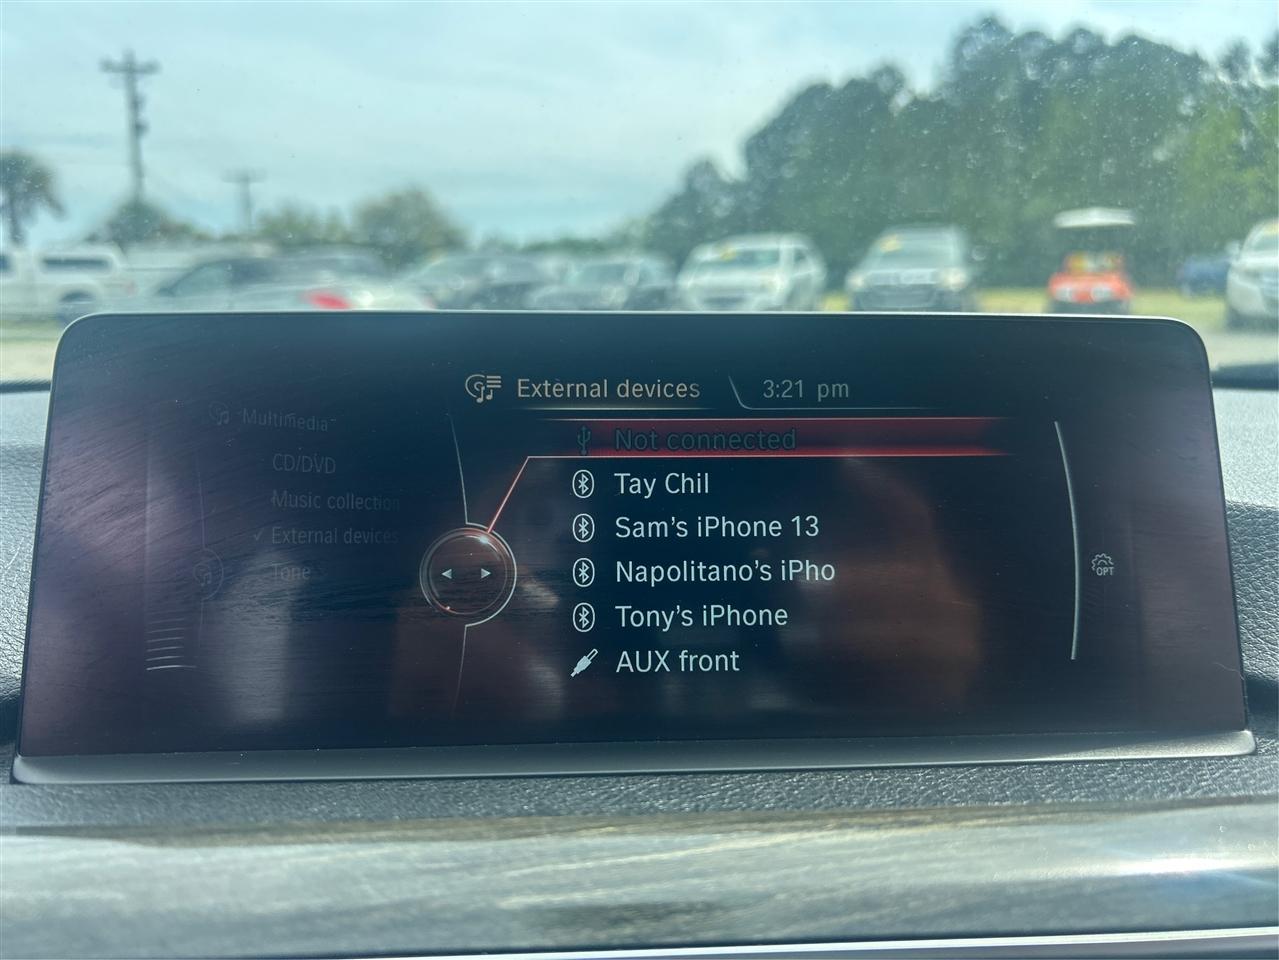 External devices 3:21 pm
Multimedia
CD/DVD
Music collection
External devices
Tone
Not connected
Tay Chil
Sam's iPhone 13
Napolitano's iPho
Tony's iPhone
AUX front
OPT